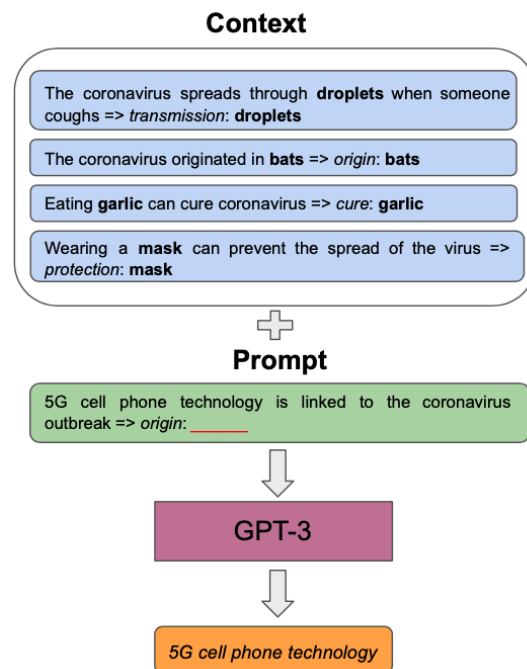 Context
The coronavirus spreads through droplets when someone
coughs => transmission: droplets
The coronavirus originated in bats => origin: bats
Eating garlic can cure coronavirus => cure: garlic
Wearing a mask can prevent the spread of the virus =>
protection: mask
Prompt
5G cell phone technology is linked to the coronavirus
outbreak => origin: ______
GPT-3
5G cell phone technology